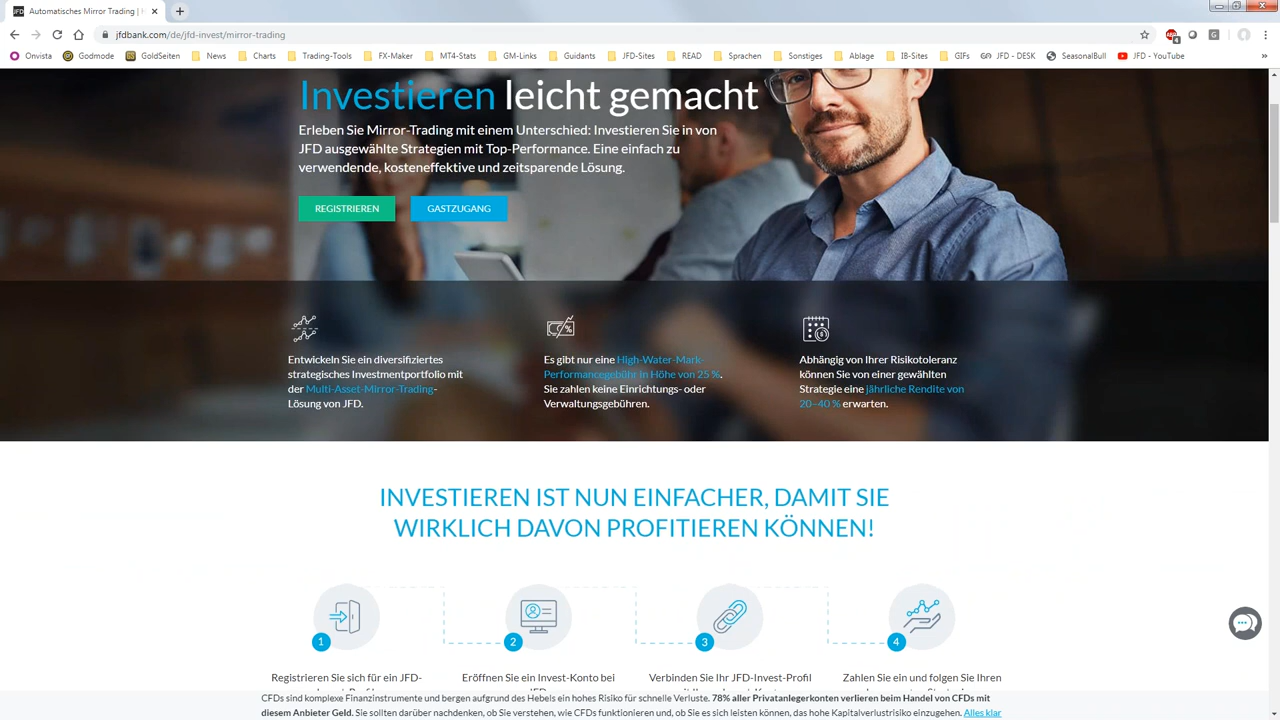 JFD Automatisches Mirror Trading |
jfdbank.com/de/jfd-invest/mirror-trading
Onvista Godmode GoldSeiten News Charts Trading-Tools FX-Maker MT4-Stats GM-Links Guidants JFD-Sites READ Sprachen Sonstiges Ablage IB-Sites GIFs JFD - DESK SeasonalBull JFD - YouTube »
Investieren leicht gemacht
Erleben Sie Mirror-Trading mit einem Unterschied: Investieren Sie in von
JFD ausgewählte Strategien mit Top-Performance. Eine einfach zu
verwendende, kosteneffektive und zeitsparende Lösung.
REGISTRIEREN GASTZUGANG
Entwickeln Sie ein diversifiziertes
strategisches Investmentportfolio mit
der Multi-Asset-Mirror-Trading-
Lösung von JFD.
Es gibt nur eine High-Water-Mark-
Performancegebühr in Höhe von 25 %.
Sie zahlen keine Einrichtungs- oder
Verwaltungsgebühren.
Abhängig von Ihrer Risikotoleranz
können Sie von einer gewählten
Strategie eine jährliche Rendite von
20–40 % erwarten.
INVESTIEREN IST NUN EINFACHER, DAMIT SIE
WIRKLICH DAVON PROFITIEREN KÖNNEN!
1 2 3 4
Registrieren Sie sich für ein JFD-
Eröffnen Sie ein Invest-Konto bei
Verbinden Sie Ihr JFD-Invest-Profil
Zahlen Sie ein und folgen Sie Ihren
CFDs sind komplexe Finanzinstrumente und bergen aufgrund des Hebels ein hohes Risiko für schnelle Verluste. 78% aller Privatanlegerkonten verlieren beim Handel von CFDs mit
diesem Anbieter Geld. Sie sollten darüber nachdenken, ob Sie verstehen, wie CFDs funktionieren und, ob Sie es sich leisten können, das hohe Kapitalverlustrisiko einzugehen. Alles klar